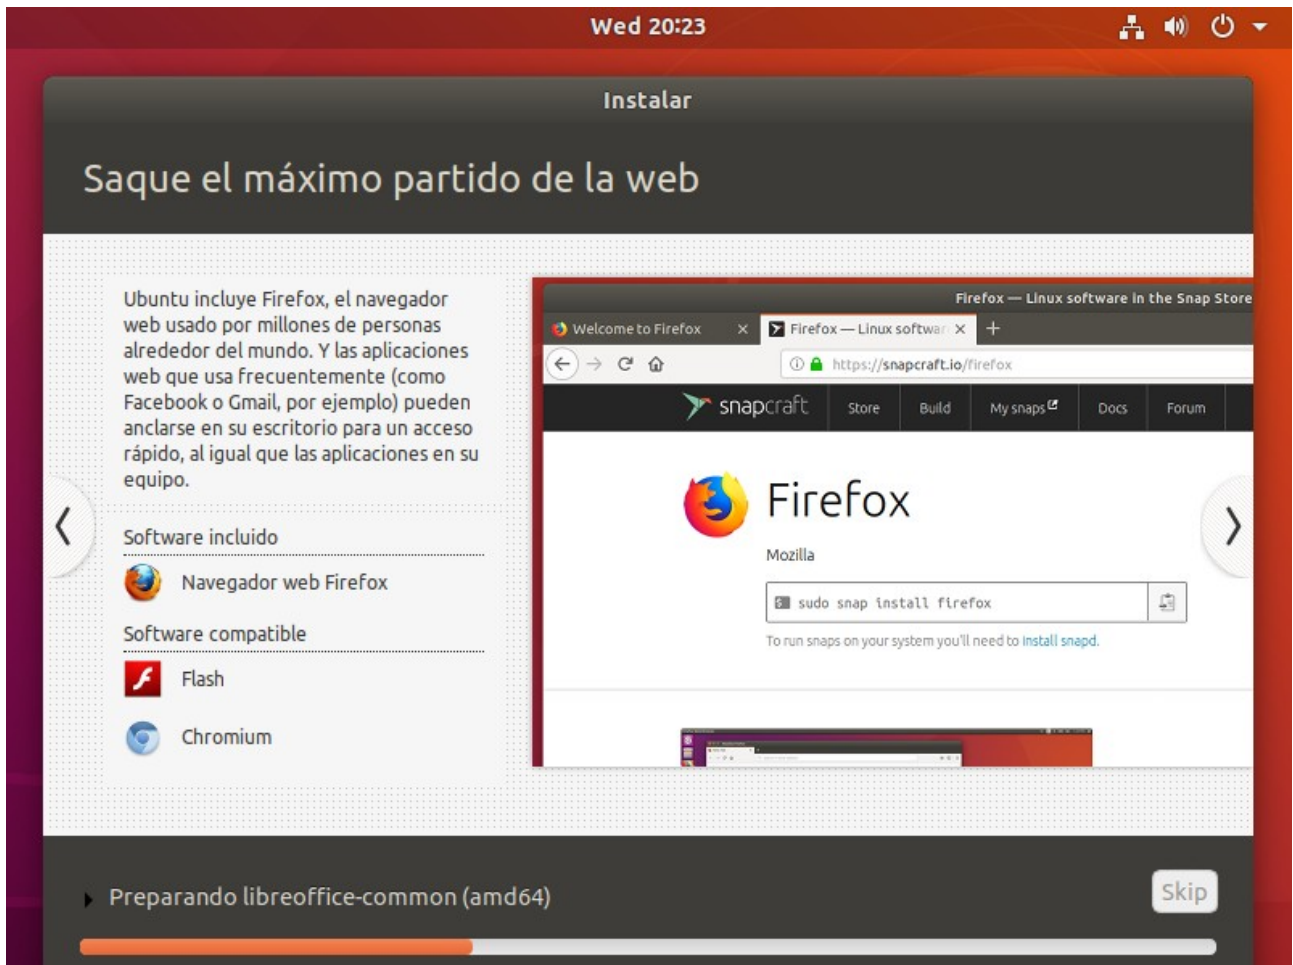 Wed 20:23
Instalar
Saque el máximo partido de la web
Ubuntu incluye Firefox, el navegador
web usado por millones de personas
alrededor del mundo. Y las aplicaciones
web que usa frecuentemente (como
Facebook o Gmail, por ejemplo) pueden
anclarse en su escritorio para un acceso
rápido, al igual que las aplicaciones en su
equipo.
Software incluido
Navegador web Firefox
Software compatible
Flash
Chromium
Firefox — Linux software in the Snap Store
Welcome to Firefox
Firefox — Linux softwar
https://snapcraft.io/firefox
snapcraft Store Build My snaps Docs Forum
Firefox
Mozilla
sudo snap install firefox
To run snaps on your system you'll need to install snapd.
Preparando libreoffice-common (amd64)
Skip